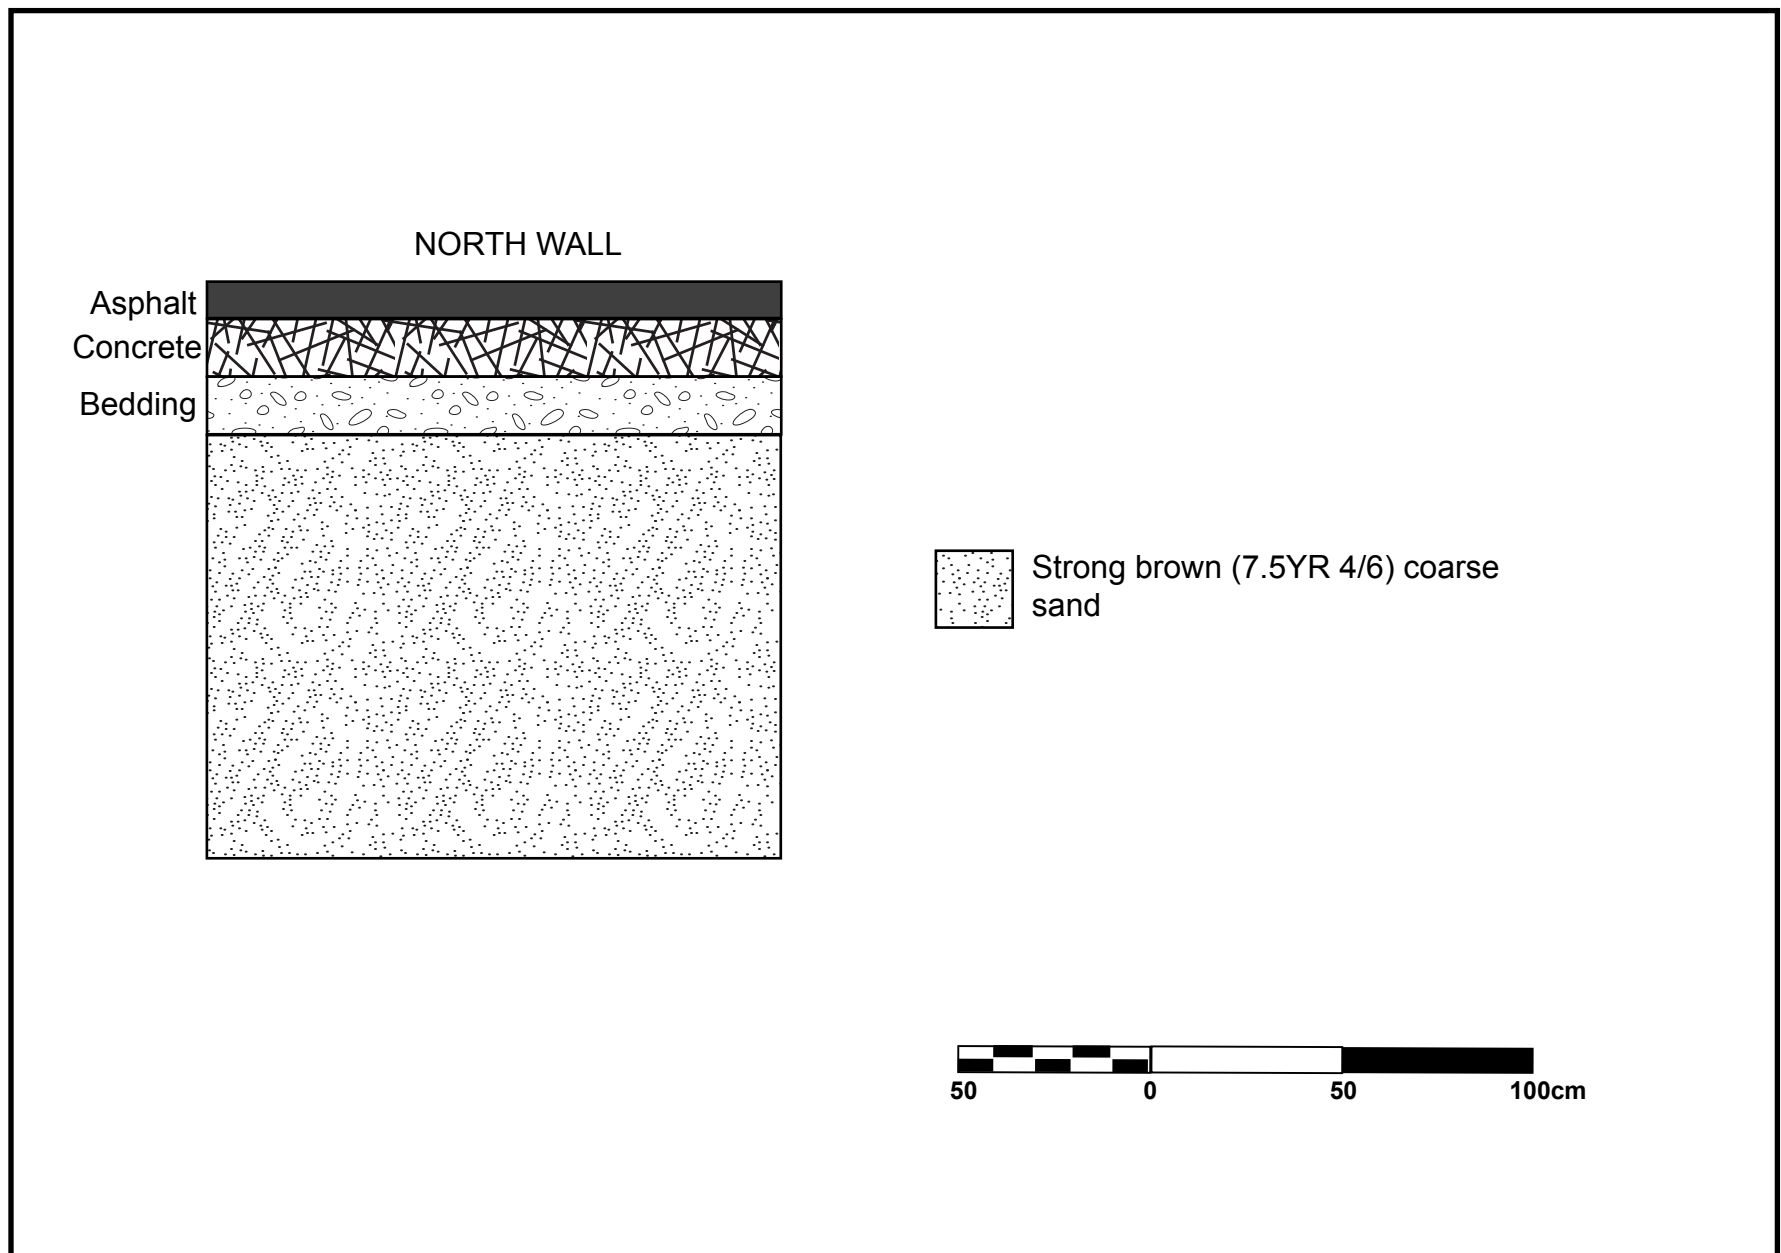 NORTH WALL
Asphalt
Concrete
Bedding
Strong brown (7.5YR 4/6) coarse
sand
50 0 50 100cm